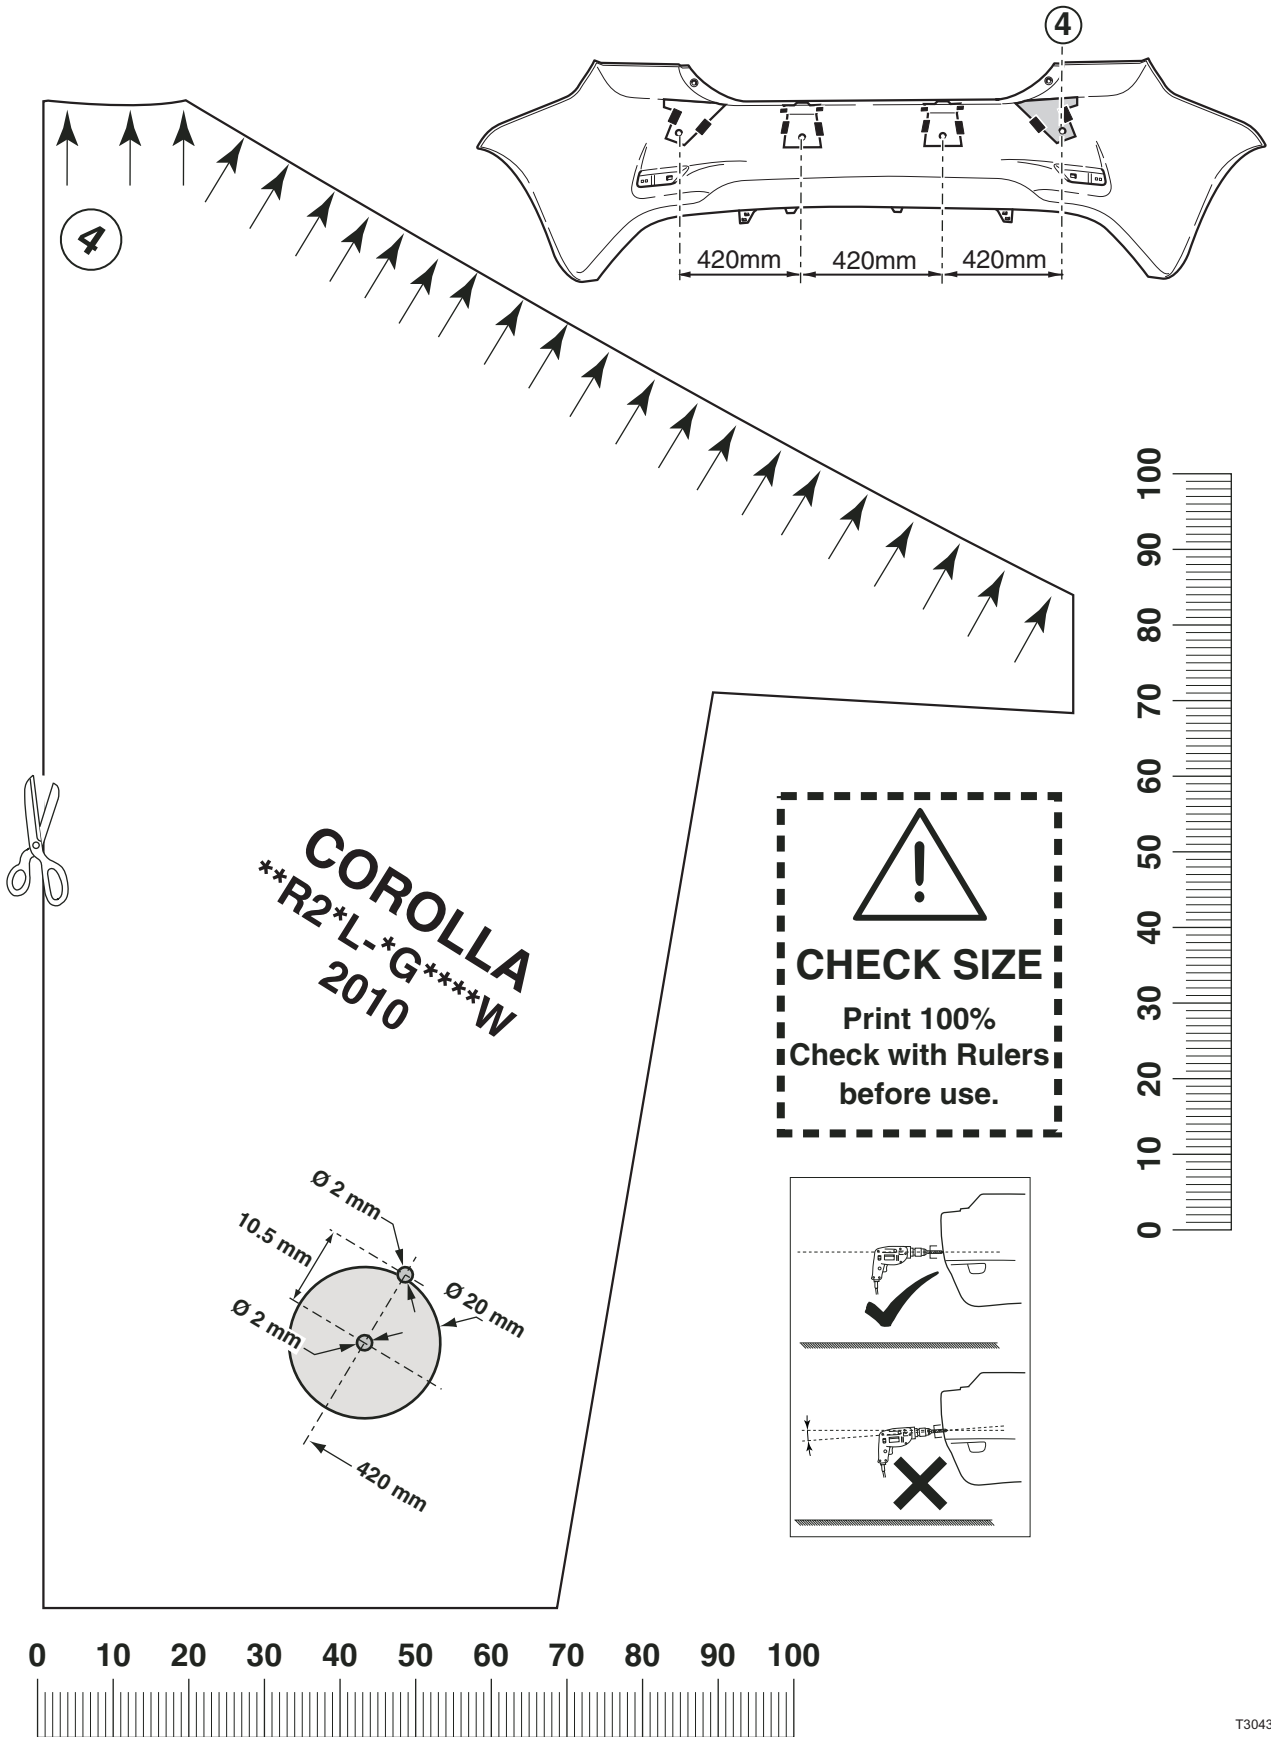 4
420mm 420mm 420mm
4
COROLLA
**R2*L-*G****W
2010
CHECK SIZE
Print 100%
Check with Rulers
before use.
Ø 2 mm
10.5 mm
Ø 20 mm
Ø 2 mm
420 mm
100
90
80
70
60
50
40
30
20
10
0
0 10 20 30 40 50 60 70 80 90 100
T3043